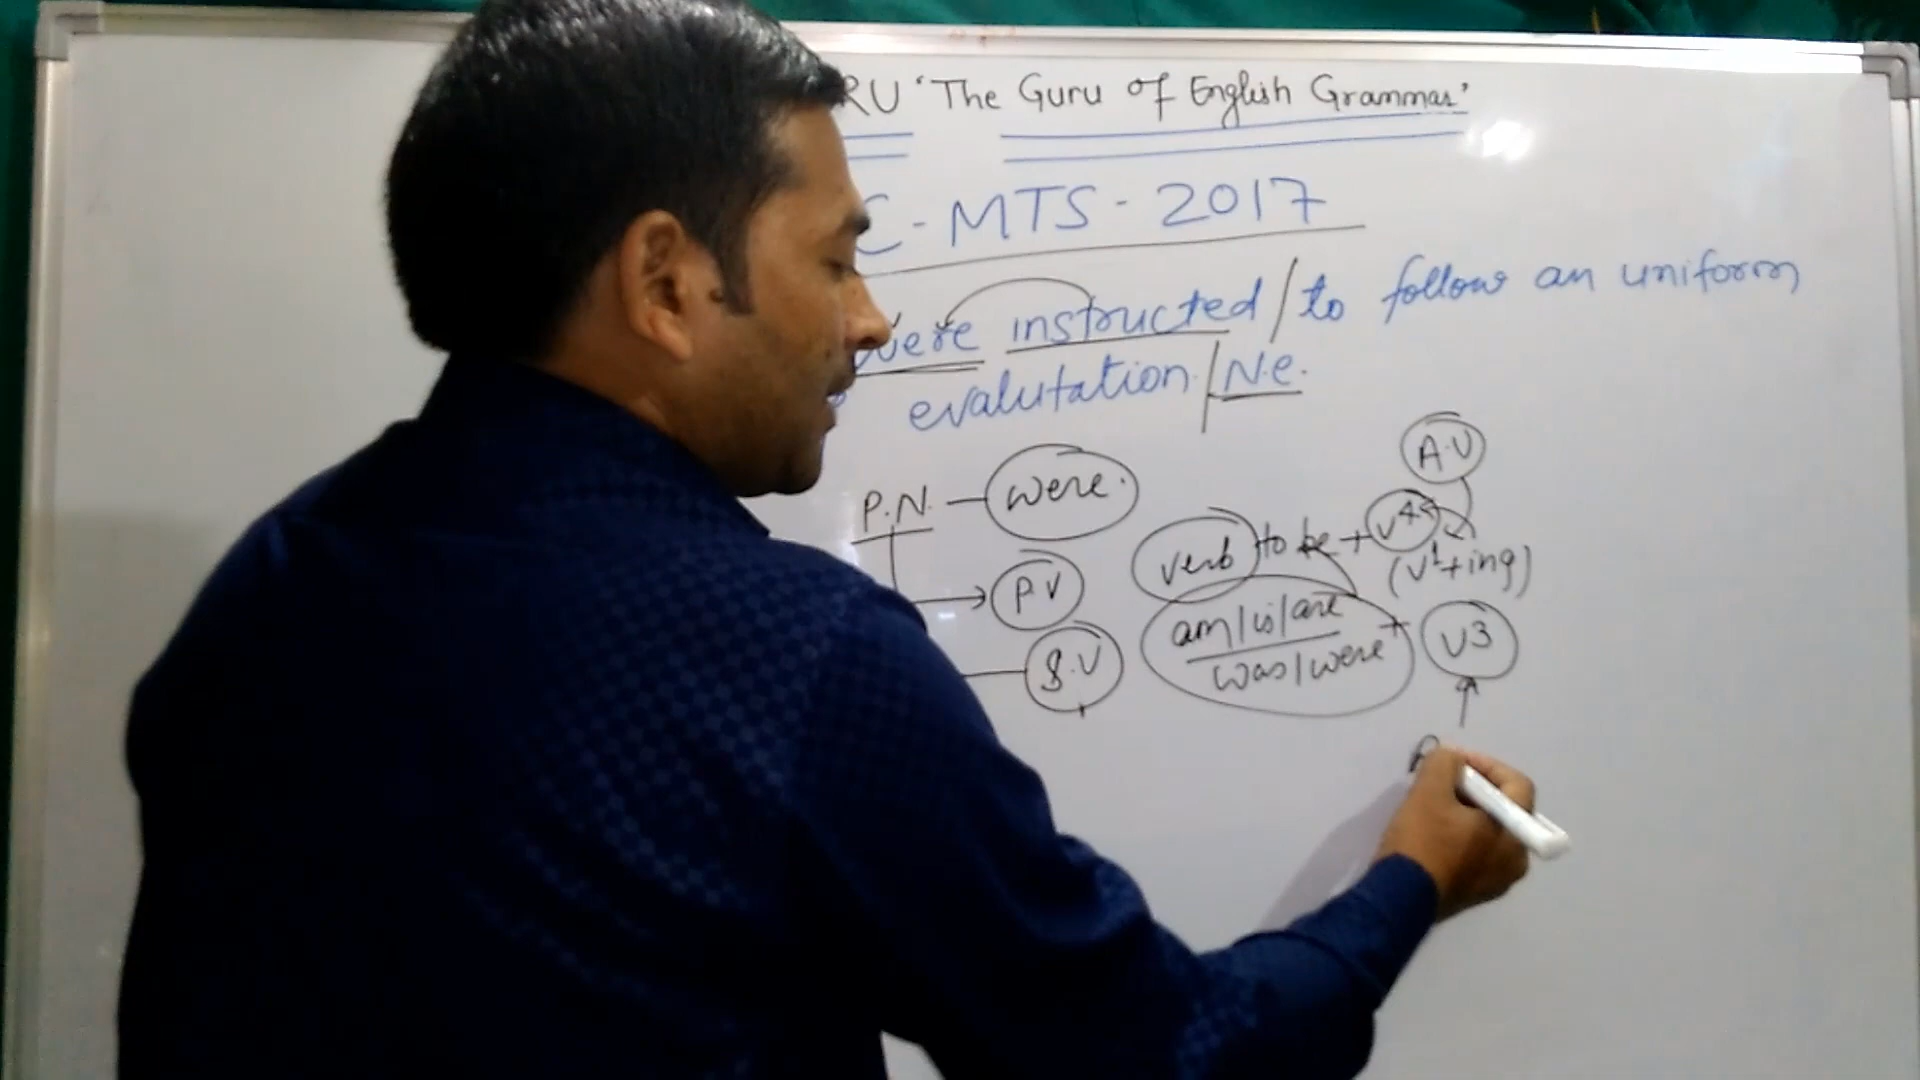 RU 'The Guru of English Grammar'
C - MTS - 2017
were instructed / to follow an uniform
evalutation / N.e.
A.V
P.N. - were.
verb to be + V4
(V1+ing)
P.V
am/is/are + V3
was/were